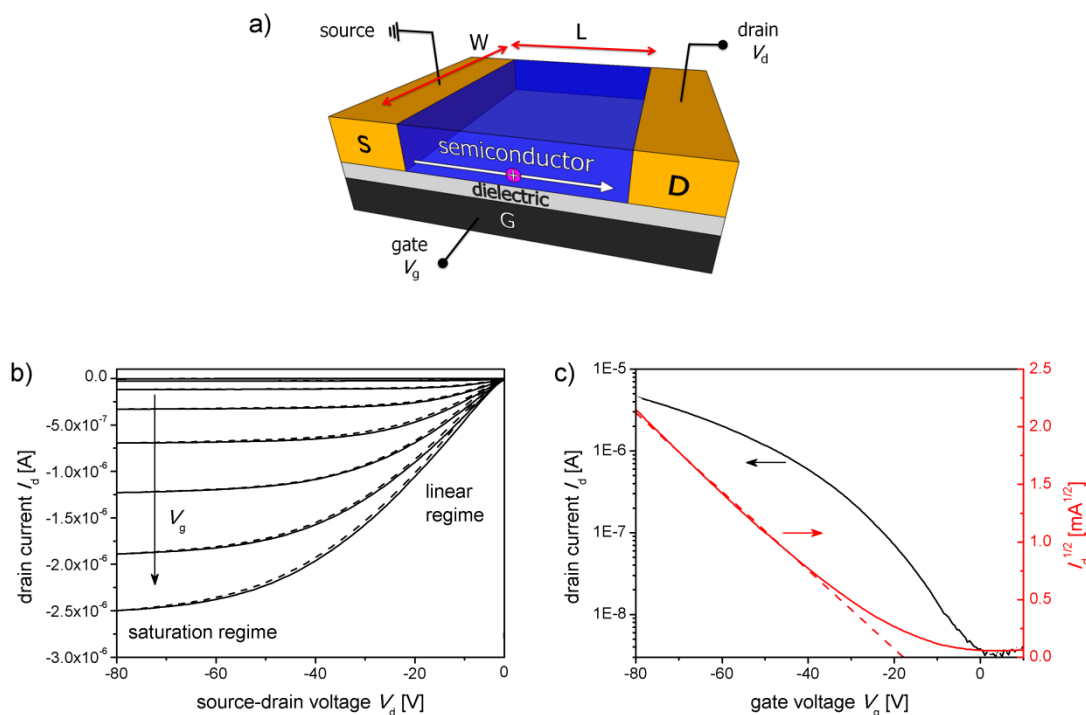 a)
source
W
L
drain
V_d
S
semiconductor
+
D
dielectric
G
gate
V_g
b)
0.0
-5.0x10⁻⁷
-1.0x10⁻⁶
-1.5x10⁻⁶
-2.0x10⁻⁶
-2.5x10⁻⁶
-3.0x10⁻⁶
drain current I_d [A]
V_g
linear
regime
saturation regime
-80 -60 -40 -20 0
source-drain voltage V_d [V]
c)
1E-5
1E-6
1E-7
1E-8
drain current I_d [A]
2.5
2.0
1.5
1.0
0.5
0.0
I_d^1/2 [mA^1/2]
-80 -60 -40 -20 0
gate voltage V_g [V]